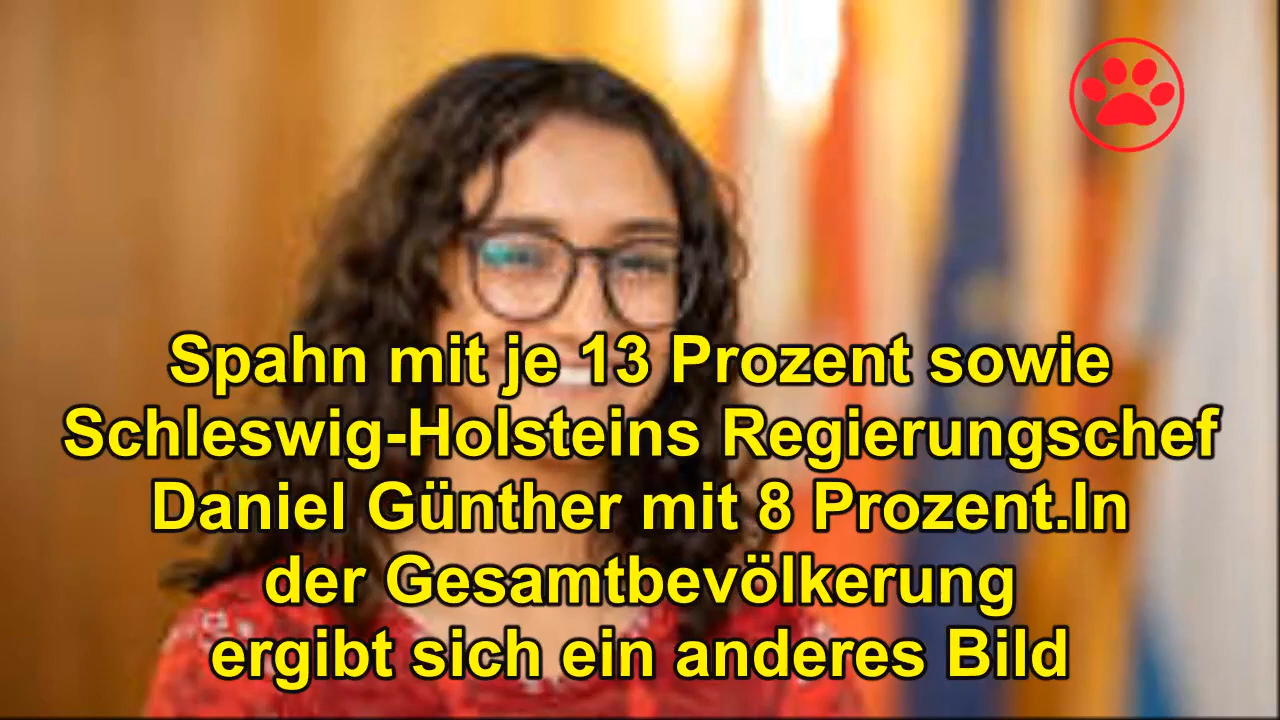 Spahn mit je 13 Prozent sowie
Schleswig-Holsteins Regierungschef
Daniel Günther mit 8 Prozent.In
der Gesamtbevölkerung
ergibt sich ein anderes Bild